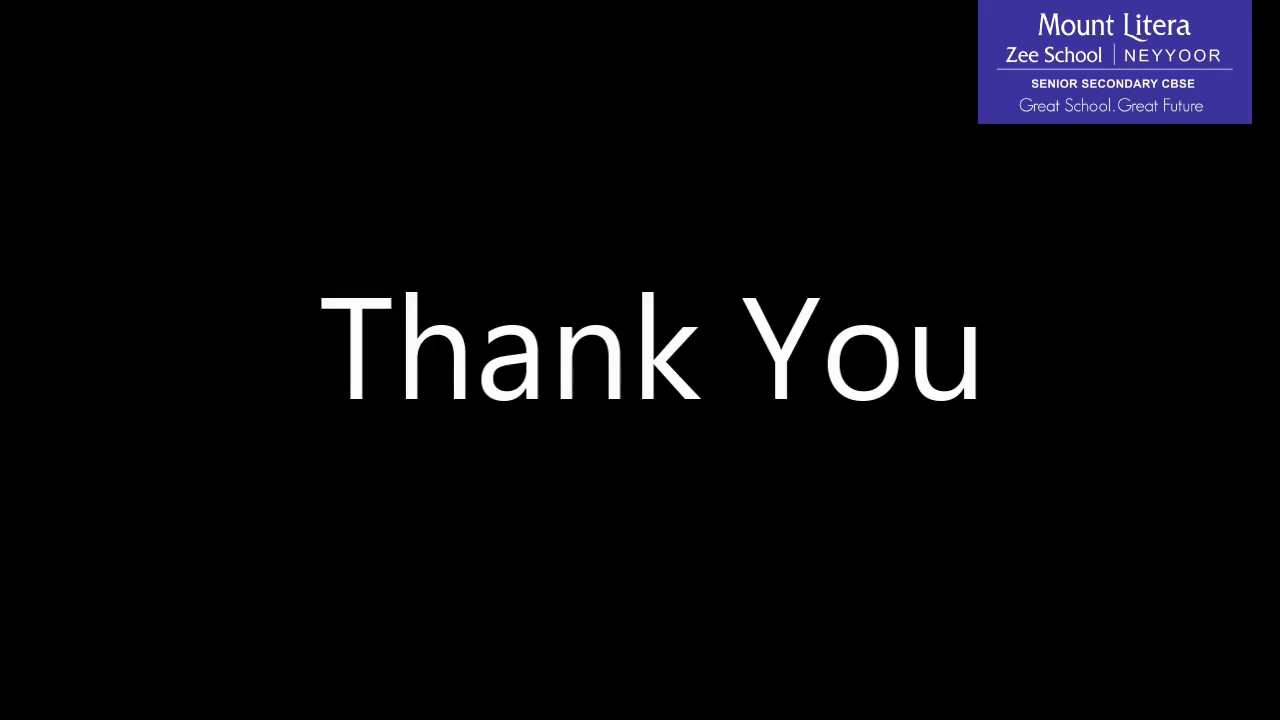 Mount Litera
Zee School | NEYYOOR
SENIOR SECONDARY CBSE
Great School.Great Future
Thank You